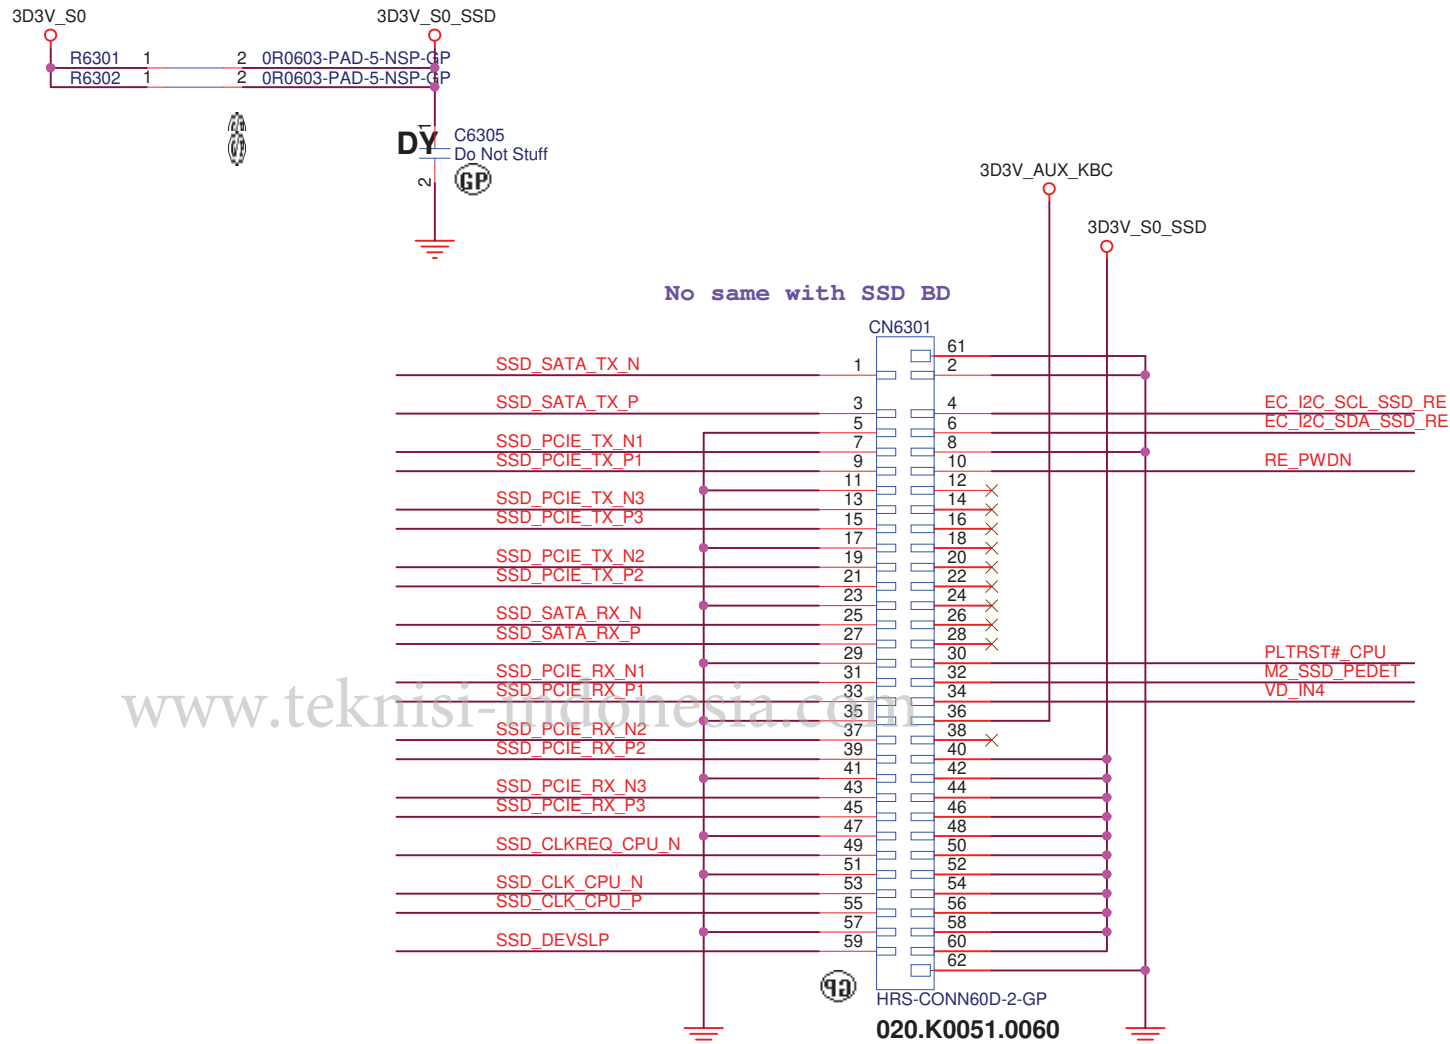 3D3V_S0 3D3V_S0_SSD
R6301 1 2 0R0603-PAD-5-NSP-GP
R6302 1 2 0R0603-PAD-5-NSP-GP
1
DY C6305
Do Not Stuff
2 GP
3D3V_AUX_KBC
3D3V_S0_SSD
No same with SSD BD
CN6301
61
SSD_SATA_TX_N 1 2
SSD_SATA_TX_P 3 4 EC_I2C_SCL_SSD_RE
5 6 EC_I2C_SDA_SSD_RE
SSD_PCIE_TX_N1 7 8
SSD_PCIE_TX_P1 9 10 RE_PWDN
11 12
SSD_PCIE_TX_N3 13 14
SSD_PCIE_TX_P3 15 16
17 18
SSD_PCIE_TX_N2 19 20
SSD_PCIE_TX_P2 21 22
23 24
SSD_SATA_RX_N 25 26
SSD_SATA_RX_P 27 28
29 30 PLTRST#_CPU
SSD_PCIE_RX_N1 31 32 M2_SSD_PEDET
SSD_PCIE_RX_P1 33 34 VD_IN4
www.teknisi-indonesia.com
35 36
SSD_PCIE_RX_N2 37 38
SSD_PCIE_RX_P2 39 40
41 42
SSD_PCIE_RX_N3 43 44
SSD_PCIE_RX_P3 45 46
47 48
SSD_CLKREQ_CPU_N 49 50
51 52
SSD_CLK_CPU_N 53 54
SSD_CLK_CPU_P 55 56
57 58
SSD_DEVSLP 59 60
62
GP
HRS-CONN60D-2-GP
020.K0051.0060